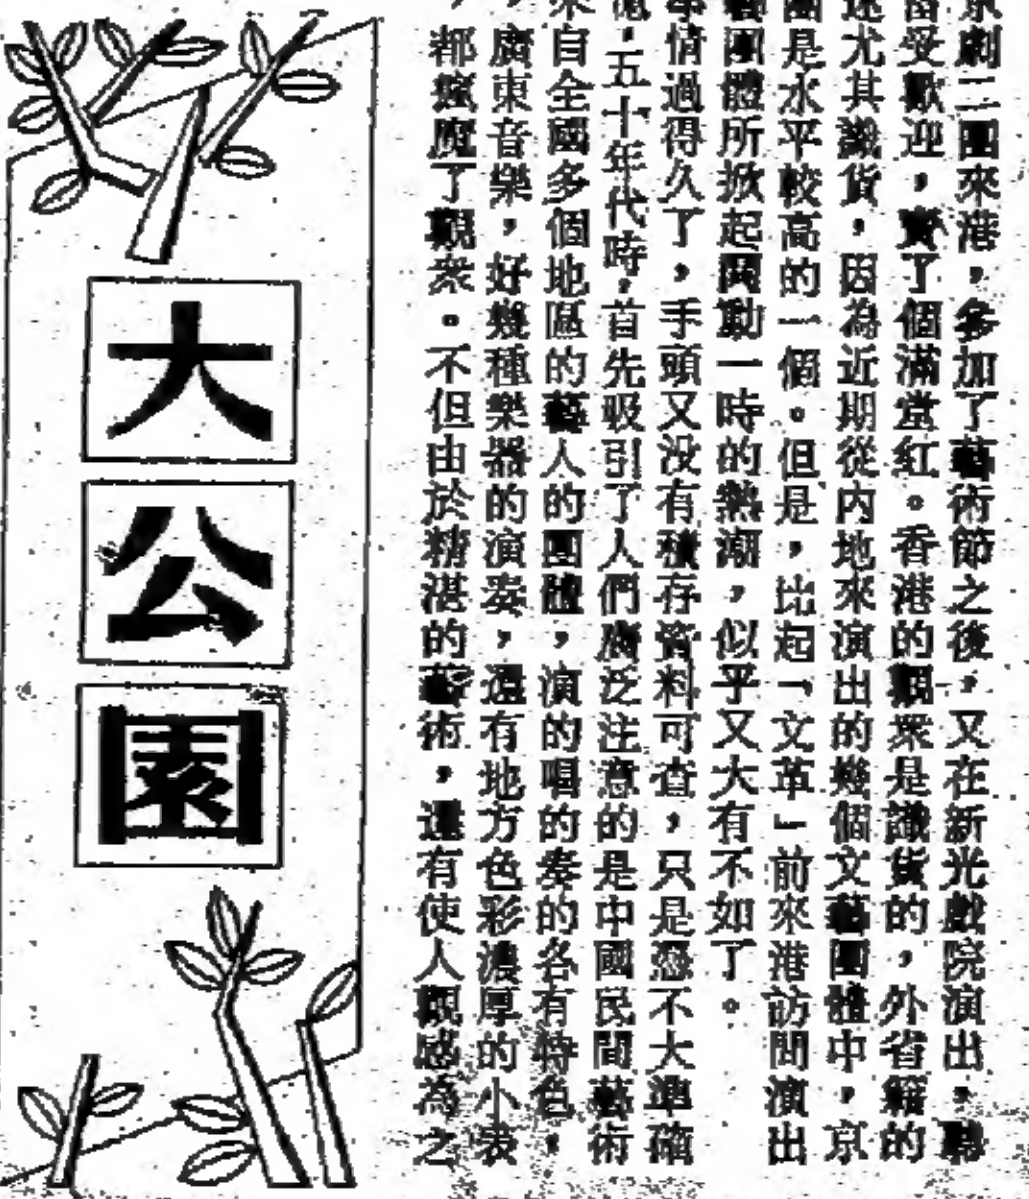 京劇二團來港，參加了藝術節之後，又在新光戲院演出，聽
當受歡迎，賣了個滿堂紅。香港的觀眾是識貨的，外省籍的
迷尤其識貨，因為近期從內地來演出的幾個文藝團體中，京
團是水平較高的一個。但是，比起「文革」前來港訪問演出
團體所掀起鬨動一時的熱潮，似乎又大有不如了。
事情過得久了，手頭又没有積存資料可查，只是恐不大準確
憶，五十年代時，首先吸引了人們廣泛注意的是中國民間藝術
來自全國多個地區的藝人的團體，演的唱的奏的各有特色，
，廣東音樂，好幾種樂器的演奏，還有地方色彩濃厚的小表
，都瘋魔了觀衆。不但由於精湛的藝術，還有使人觀感為之
大公園